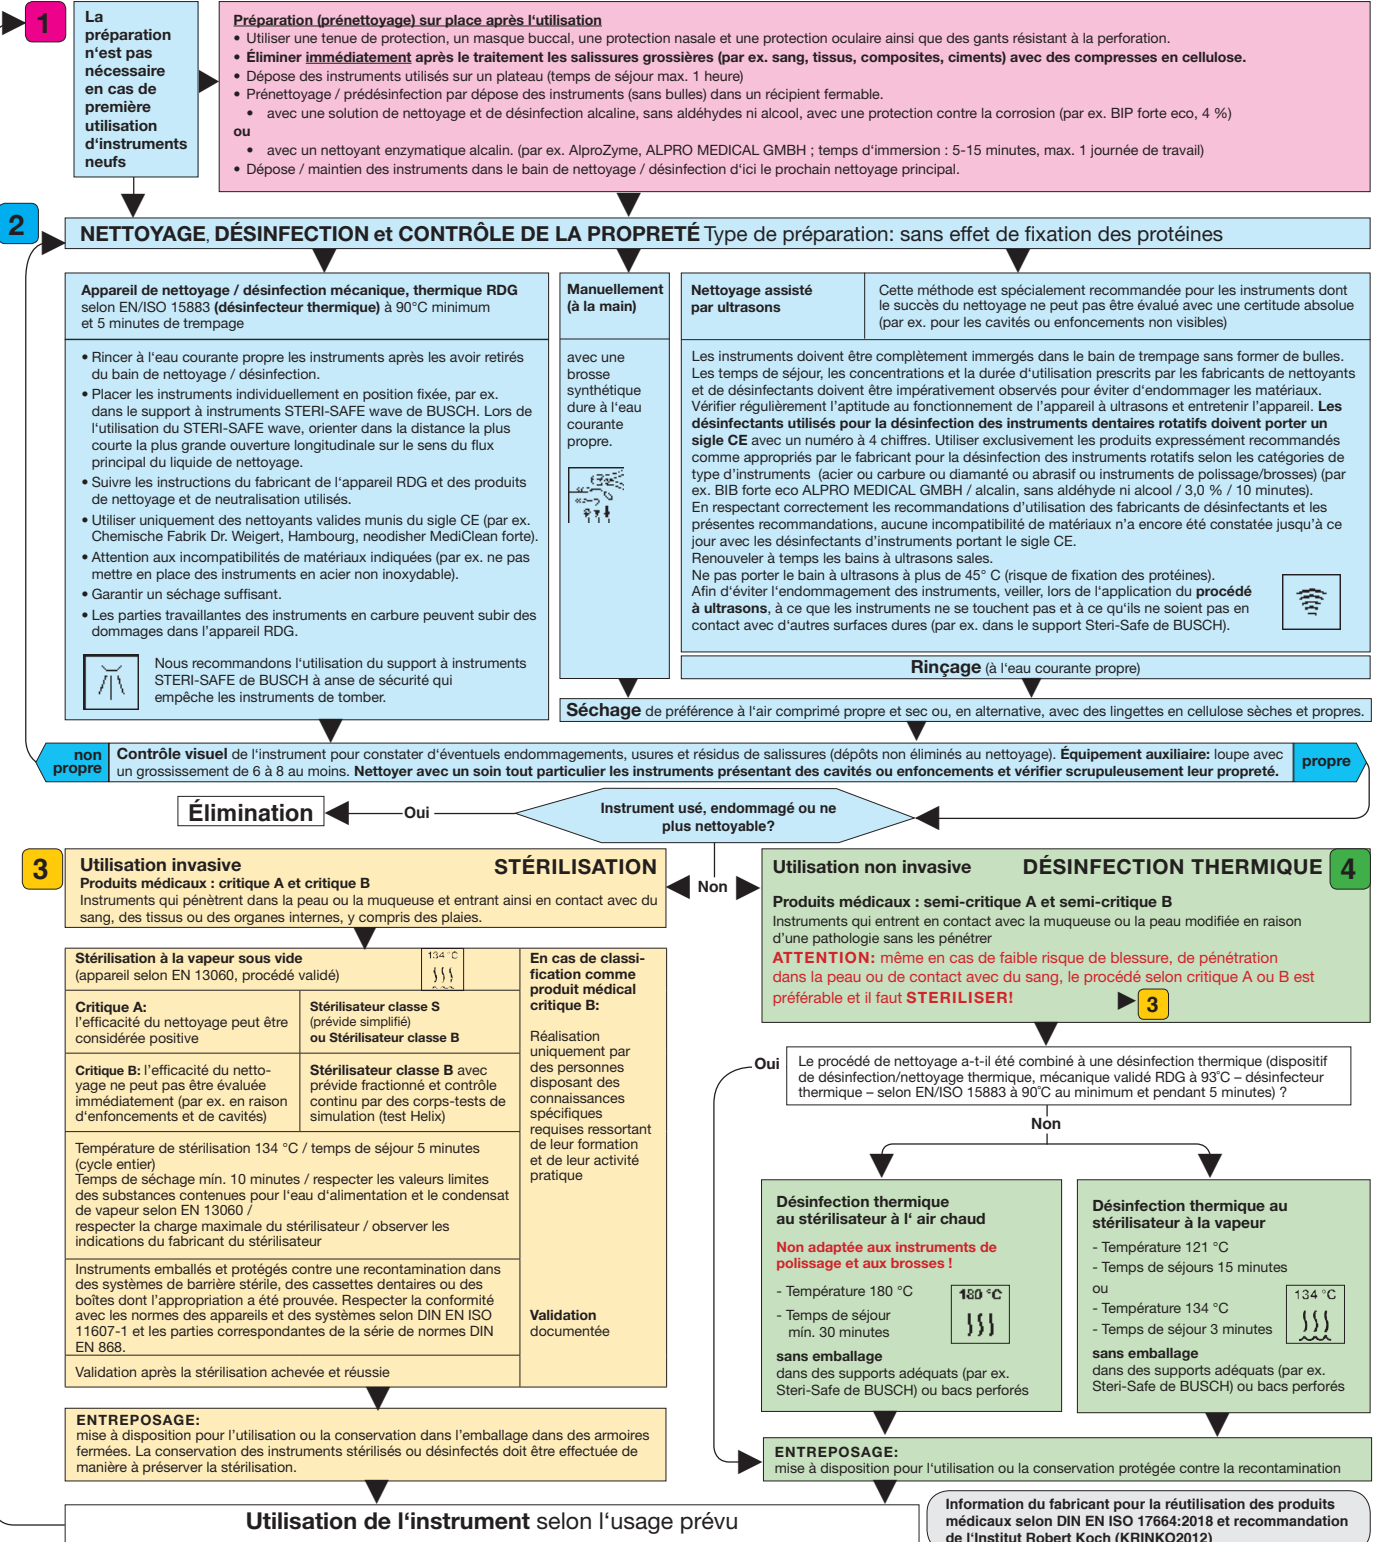 1
La
préparation
n‘est pas
nécessaire
en cas de
première
utilisation
d‘instruments
neufs
Préparation (prénettoyage) sur place après l‘utilisation
• Utiliser une tenue de protection, un masque buccal, une protection nasale et une protection oculaire ainsi que des gants résistant à la perforation.
• Éliminer immédiatement après le traitement les salissures grossières (par ex. sang, tissus, composites, ciments) avec des compresses en cellulose.
• Dépose des instruments utilisés sur un plateau (temps de séjour max. 1 heure)
• Prénettoyage / prédésinfection par dépose des instruments (sans bulles) dans un récipient fermable.
• avec une solution de nettoyage et de désinfection alcaline, sans aldéhydes ni alcool, avec une protection contre la corrosion (par ex. BIP forte eco, 4 %)
ou
• avec un nettoyant enzymatique alcalin. (par ex. AlproZyme, ALPRO MEDICAL GMBH ; temps d‘immersion : 5-15 minutes, max. 1 journée de travail)
• Dépose / maintien des instruments dans le bain de nettoyage / désinfection d‘ici le prochain nettoyage principal.
2
NETTOYAGE, DÉSINFECTION et CONTRÔLE DE LA PROPRETÉ Type de préparation: sans effet de fixation des protéines
Appareil de nettoyage / désinfection mécanique, thermique RDG
selon EN/ISO 15883 (désinfecteur thermique) à 90°C minimum
et 5 minutes de trempage
• Rincer à l‘eau courante propre les instruments après les avoir retirés
du bain de nettoyage / désinfection.
• Placer les instruments individuellement en position fixée, par ex.
dans le support à instruments STERI-SAFE wave de BUSCH. Lors de
l‘utilisation du STERI-SAFE wave, orienter dans la distance la plus
courte la plus grande ouverture longitudinale sur le sens du flux
principal du liquide de nettoyage.
• Suivre les instructions du fabricant de l‘appareil RDG et des produits
de nettoyage et de neutralisation utilisés.
• Utiliser uniquement des nettoyants valides munis du sigle CE (par ex.
Chemische Fabrik Dr. Weigert, Hambourg, neodisher MediClean forte).
• Attention aux incompatibilités de matériaux indiquées (par ex. ne pas
mettre en place des instruments en acier non inoxydable).
• Garantir un séchage suffisant.
• Les parties travaillantes des instruments en carbure peuvent subir des
dommages dans l‘appareil RDG.
Nous recommandons l‘utilisation du support à instruments
STERI-SAFE de BUSCH à anse de sécurité qui
empêche les instruments de tomber.
Manuellement
(à la main)
avec une
brosse
synthétique
dure à l‘eau
courante
propre.
Nettoyage assisté
par ultrasons
Cette méthode est spécialement recommandée pour les instruments dont
le succès du nettoyage ne peut pas être évalué avec une certitude absolue
(par ex. pour les cavités ou enfoncements non visibles)
Les instruments doivent être complètement immergés dans le bain de trempage sans former de bulles.
Les temps de séjour, les concentrations et la durée d‘utilisation prescrits par les fabricants de nettoyants
et de désinfectants doivent être impérativement observés pour éviter d‘endommager les matériaux.
Vérifier régulièrement l‘aptitude au fonctionnement de l‘appareil à ultrasons et entretenir l‘appareil. Les
désinfectants utilisés pour la désinfection des instruments dentaires rotatifs doivent porter un
sigle CE avec un numéro à 4 chiffres. Utiliser exclusivement les produits expressément recommandés
comme appropriés par le fabricant pour la désinfection des instruments rotatifs selon les catégories de
type d‘instruments (acier ou carbure ou diamanté ou abrasif ou instruments de polissage/brosses) (par
ex. BIB forte eco ALPRO MEDICAL GMBH / alcalin, sans aldéhyde ni alcool / 3,0 % / 10 minutes).
En respectant correctement les recommandations d‘utilisation des fabricants de désinfectants et les
présentes recommandations, aucune incompatibilité de matériaux n‘a encore été constatée jusqu‘à ce
jour avec les désinfectants d‘instruments portant le sigle CE.
Renouveler à temps les bains à ultrasons sales.
Ne pas porter le bain à ultrasons à plus de 45° C (risque de fixation des protéines).
Afin d‘éviter l‘endommagement des instruments, veiller, lors de l‘application du procédé
à ultrasons, à ce que les instruments ne se touchent pas et à ce qu‘ils ne soient pas en
contact avec d‘autres surfaces dures (par ex. dans le support Steri-Safe de BUSCH).
Rinçage (à l‘eau courante propre)
Séchage de préférence à l‘air comprimé propre et sec ou, en alternative, avec des lingettes en cellulose sèches et propres.
non
propre
Contrôle visuel de l‘instrument pour constater d‘éventuels endommagements, usures et résidus de salissures (dépôts non éliminés au nettoyage). Équipement auxiliaire: loupe avec
un grossissement de 6 à 8 au moins. Nettoyer avec un soin tout particulier les instruments présentant des cavités ou enfoncements et vérifier scrupuleusement leur propreté.
propre
Élimination
Oui
Instrument usé, endommagé ou ne
plus nettoyable?
Non
3
Utilisation invasive STÉRILISATION
Produits médicaux : critique A et critique B
Instruments qui pénètrent dans la peau ou la muqueuse et entrant ainsi en contact avec du
sang, des tissus ou des organes internes, y compris des plaies.
Stérilisation à la vapeur sous vide
(appareil selon EN 13060, procédé validé)
134 °C
Critique A:
l‘efficacité du nettoyage peut être
considérée positive
Stérilisateur classe S
(prévide simplifié)
ou Stérilisateur classe B
Critique B: l‘efficacité du netto-
yage ne peut pas être évaluée
immédiatement (par ex. en raison
d‘enfoncements et de cavités)
Stérilisateur classe B avec
prévide fractionné et contrôle
continu par des corps-tests de
simulation (test Helix)
Température de stérilisation 134 °C / temps de séjour 5 minutes
(cycle entier)
Temps de séchage mín. 10 minutes / respecter les valeurs limites
des substances contenues pour l‘eau d‘alimentation et le condensat
de vapeur selon EN 13060 /
respecter la charge maximale du stérilisateur / observer les
indications du fabricant du stérilisateur
Instruments emballés et protégés contre une recontamination dans
des systèmes de barrière stérile, des cassettes dentaires ou des
boîtes dont l‘appropriation a été prouvée. Respecter la conformité
avec les normes des appareils et des systèmes selon DIN EN ISO
11607-1 et les parties correspondantes de la série de normes DIN
EN 868.
Validation après la stérilisation achevée et réussie
En cas de classi-
fication comme
produit médical
critique B:
Réalisation
uniquement par
des personnes
disposant des
connaissances
spécifiques
requises ressortant
de leur formation
et de leur activité
pratique
Validation
documentée
ENTREPOSAGE:
mise à disposition pour l‘utilisation ou la conservation dans l‘emballage dans des armoires
fermées. La conservation des instruments stérilisés ou désinfectés doit être effectuée de
manière à préserver la stérilisation.
Utilisation non invasive DÉSINFECTION THERMIQUE
4
Produits médicaux : semi-critique A et semi-critique B
Instruments qui entrent en contact avec la muqueuse ou la peau modifiée en raison
d‘une pathologie sans les pénétrer
ATTENTION: même en cas de faible risque de blessure, de pénétration
dans la peau ou de contact avec du sang, le procédé selon critique A ou B est
préférable et il faut STERILISER!
3
Oui
Le procédé de nettoyage a-t-il été combiné à une désinfection thermique (dispositif
de désinfection/nettoyage thermique, mécanique validé RDG à 93°C – désinfecteur
thermique – selon EN/ISO 15883 à 90°C au minimum et pendant 5 minutes) ?
Non
Désinfection thermique
au stérilisateur à l‘ air chaud
Non adaptée aux instruments de
polissage et aux brosses !
- Température 180 °C
- Temps de séjour
mín. 30 minutes
180 °C
sans emballage
dans des supports adéquats (par ex.
Steri-Safe de BUSCH) ou bacs perforés
Désinfection thermique au
stérilisateur à la vapeur
- Température 121 °C
- Temps de séjours 15 minutes
ou
- Température 134 °C
- Temps de séjour 3 minutes
134 °C
sans emballage
dans des supports adéquats (par ex.
Steri-Safe de BUSCH) ou bacs perforés
ENTREPOSAGE:
mise à disposition pour l‘utilisation ou la conservation protégée contre la recontamination
Utilisation de l‘instrument selon l‘usage prévu
Information du fabricant pour la réutilisation des produits
médicaux selon DIN EN ISO 17664:2018 et recommandation
de l‘Institut Robert Koch (KRINKO2012)